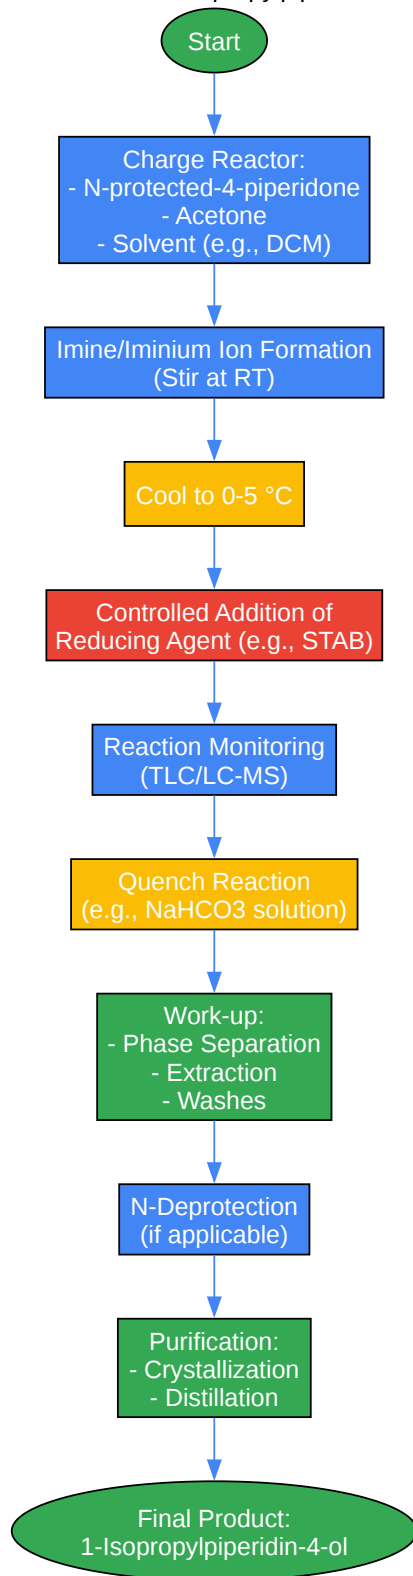 Start
Charge Reactor:
- N-protected-4-piperidone
- Acetone
- Solvent (e.g., DCM)
Imine/Iminium Ion Formation
(Stir at RT)
Cool to 0-5 °C
Controlled Addition of
Reducing Agent (e.g., STAB)
Reaction Monitoring
(TLC/LC-MS)
Quench Reaction
(e.g., NaHCO3 solution)
Work-up:
- Phase Separation
- Extraction
- Washes
N-Deprotection
(if applicable)
Purification:
- Crystallization
- Distillation
Final Product:
1-Isopropylpiperidin-4-ol